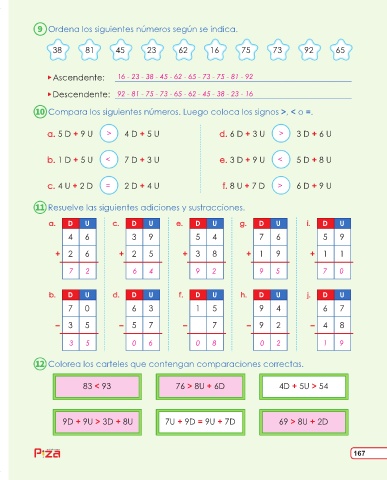 9 Ordena los siguientes números según se indica.
38 81 45 23 62 16 75 73 92 65
Ascendente: 16 - 23 - 38 - 45 - 62 - 65 - 73 - 75 - 81 - 92
Descendente: 92 - 81 - 75 - 73 - 65 - 62 - 45 - 38 - 23 - 16
10 Compara los siguientes números. Luego coloca los signos >, < o =.
a. 5 D + 9 U > 4 D + 5 U d. 6 D + 3 U > 3 D + 6 U
b. 1 D + 5 U < 7 D + 3 U e. 3 D + 9 U < 5 D + 8 U
c. 4 U + 2 D = 2 D + 4 U f. 8 U + 7 D > 6 D + 9 U
11 Resuelve las siguientes adiciones y sustracciones.
a. D U c. D U e. D U g. D U i. D U
4 6 3 9 5 4 7 6 5 9
+ 2 6 + 2 5 + 3 8 + 1 9 + 1 1
7 2 6 4 9 2 9 5 7 0
b. D U d. D U f. D U h. D U j. D U
7 0 6 3 1 5 9 4 6 7
- 3 5 - 5 7 - 0 7 - 9 2 - 4 8
3 5 0 6 0 8 0 2 1 9
12 Colorea los carteles que contengan comparaciones correctas.
83 < 93 76 > 8U + 6D 4D + 5U > 54
9D + 9U > 3D + 8U 7U + 9D = 9U + 7D 69 > 8U + 2D
Piza 167